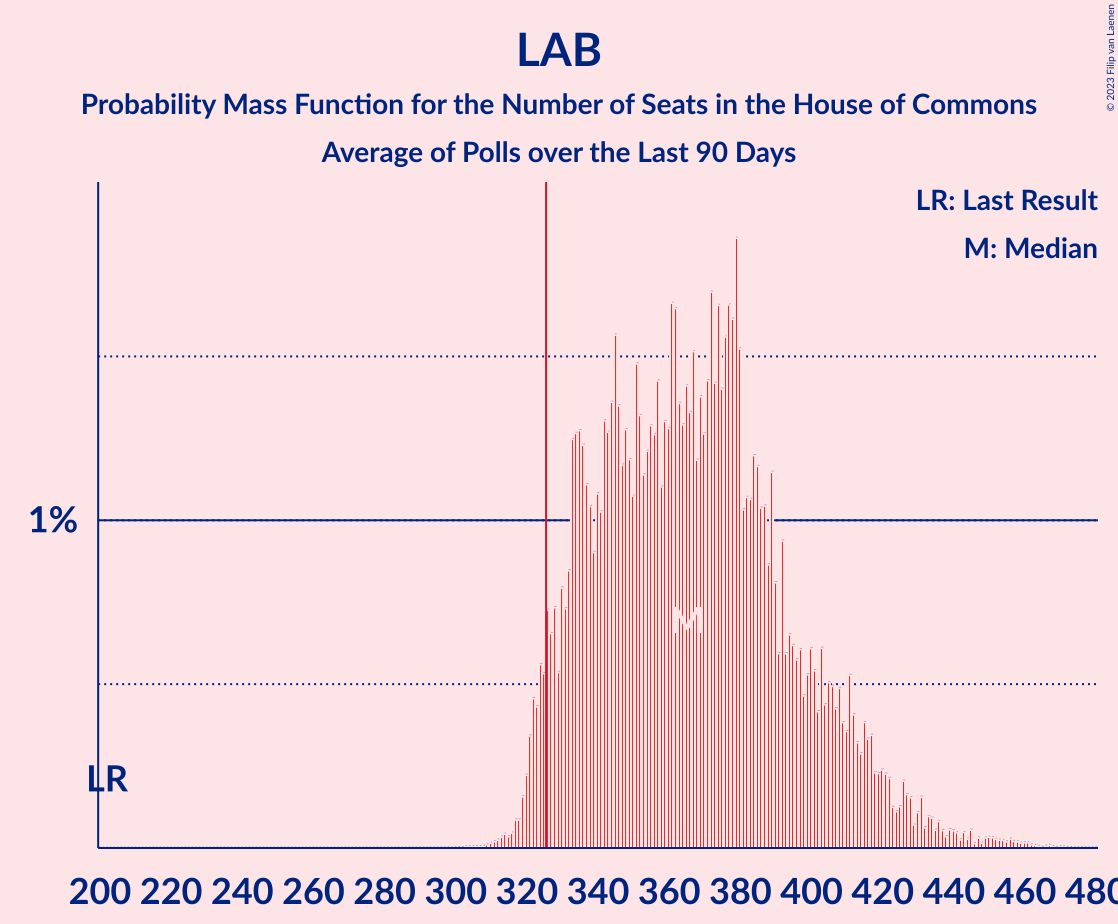 LAB
Probability Mass Function for the Number of Seats in the House of Commons
Average of Polls over the Last 90 Days
© 2023 Filip van Laenen
LR: Last Result
M: Median
1%
M
LR
200 220 240 260 280 300 320 340 360 380 400 420 440 460 480